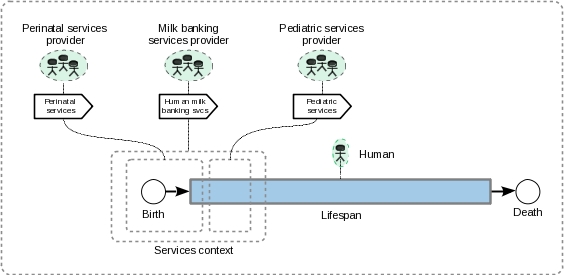 Perinatal services
provider
Milk banking
services provider
Pediatric services
provider
Perinatal
services
Human milk
banking svcs
Pediatric
services
Human
Birth
Lifespan
Death
Services context